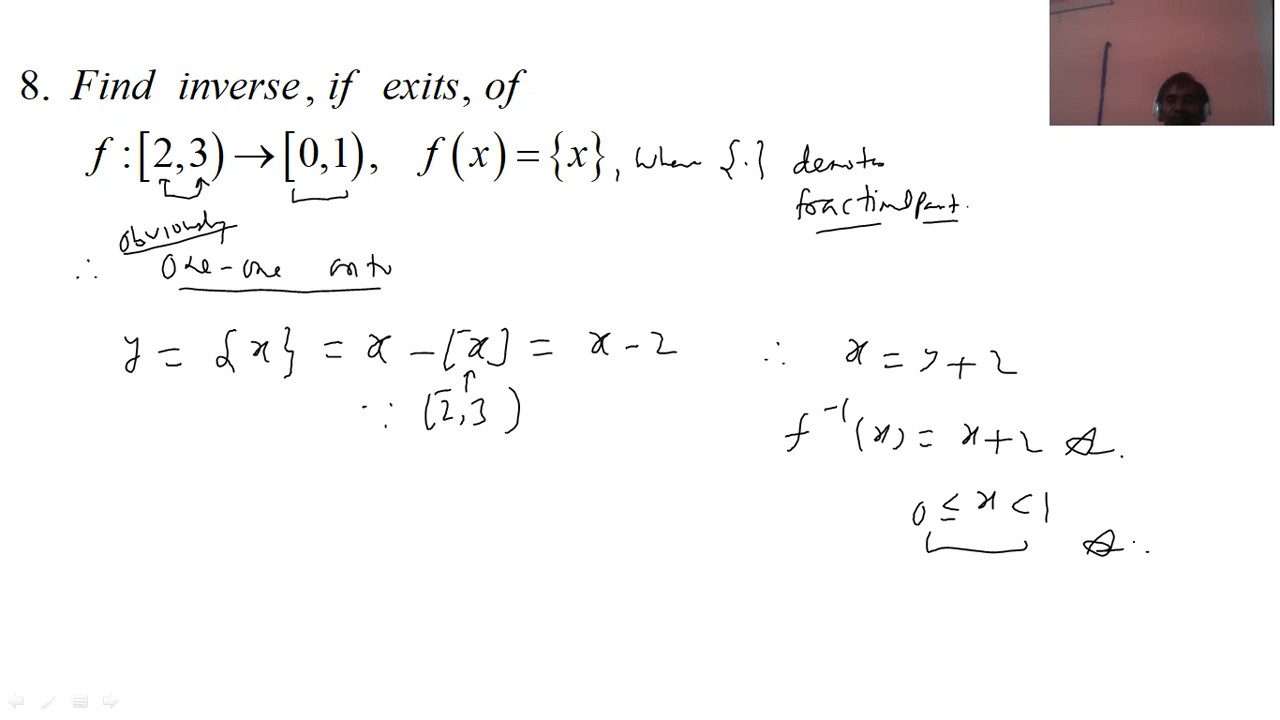 8. Find inverse, if exits, of
f : [2,3) → [0,1), f(x) = {x}, when {.} denotes
fractional part.
obviously
∴ one-one onto
y = {x} = x - [x] = x - 2 ∴ x = y + 2
∵ [2,3)
f⁻¹(x) = x + 2 A.
0 ≤ x < 1
A.